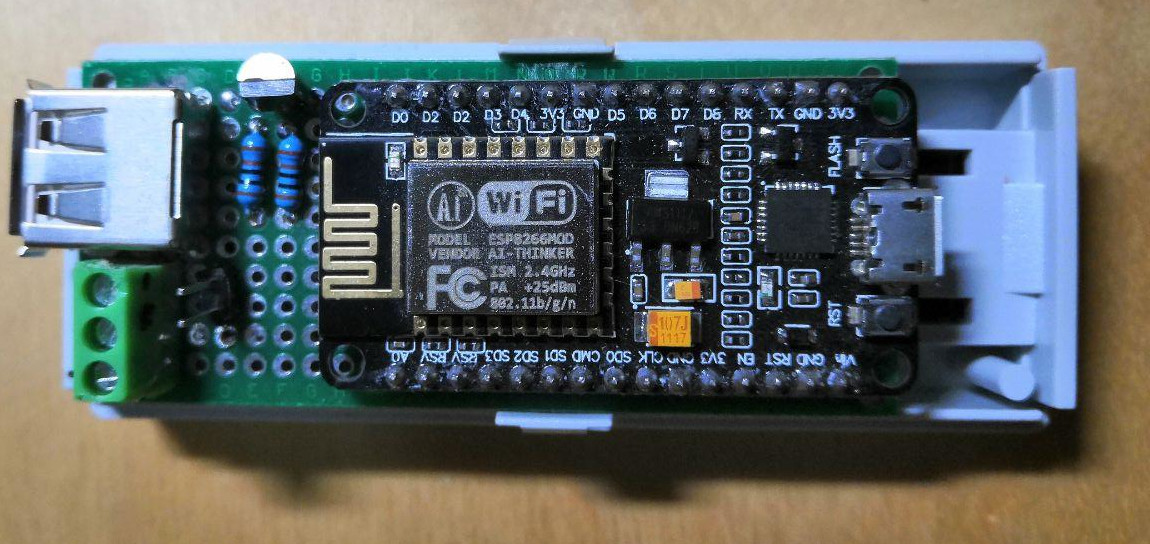 D0 D2 D2 D3 D4 3V3 GND D5 D6 D7 D8 RX TX GND 3V3
FLASH
Ai WiFi
MODEL ESP8266MOD
VENDOR AI-THINKER
FC ISM 2.4GHz
PA +25dBm
802.11b/g/n
107J
1117
RST
A0 RSV RSV SD3 SD2 SD1 CMD SD0 CLK GND 3V3 EN RST GND Vin